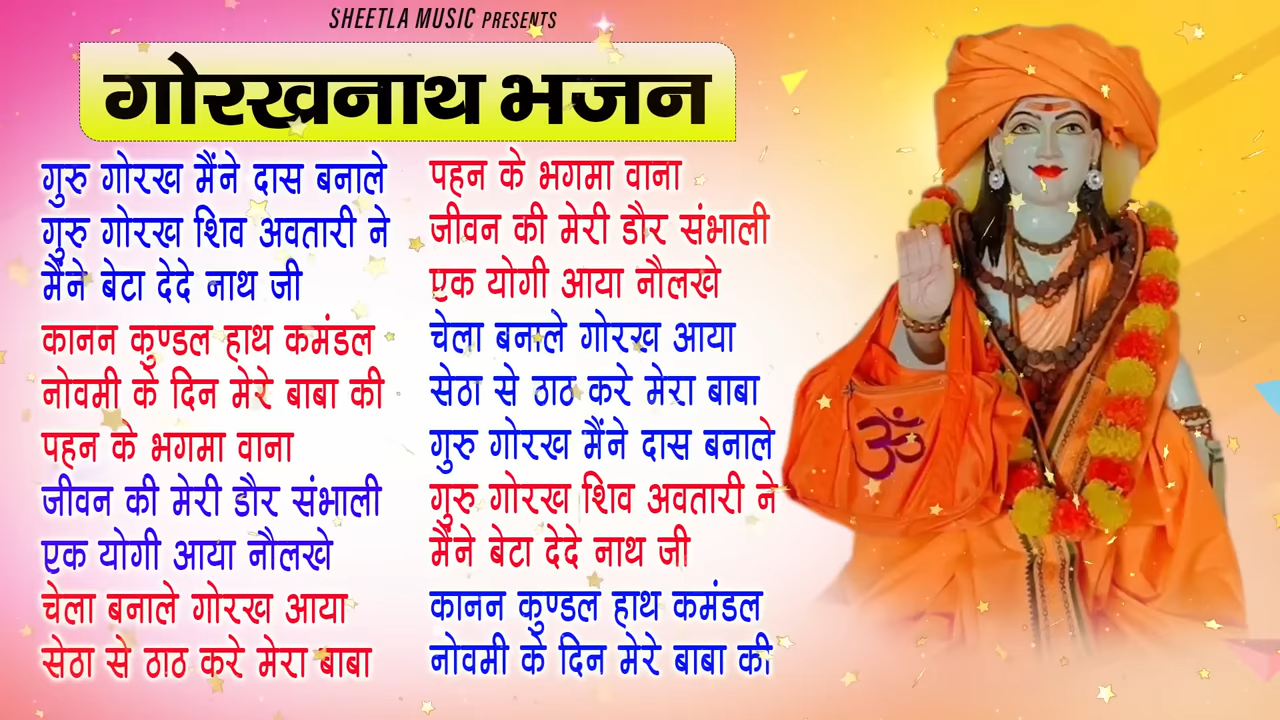 SHEETLA MUSIC PRESENTS
गोरखनाथ भजन
गुरु गोरख मैंने दास बनाले
गुरु गोरख शिव अवतारी ने
मैंने बेटा देदे नाथ जी
कानन कुण्डल हाथ कमंडल
नोवमी के दिन मेरे बाबा की
पहन के भगमा वाना
जीवन की मेरी डौर संभाली
एक योगी आया नौलखे
चेला बनाले गोरख आया
सेठा से ठाठ करे मेरा बाबा
पहन के भगमा वाना
जीवन की मेरी डौर संभाली
एक योगी आया नौलखे
चेला बनाले गोरख आया
सेठा से ठाठ करे मेरा बाबा
गुरु गोरख मैंने दास बनाले
गुरु गोरख शिव अवतारी ने
मैंने बेटा देदे नाथ जी
कानन कुण्डल हाथ कमंडल
नोवमी के दिन मेरे बाबा की
ॐ